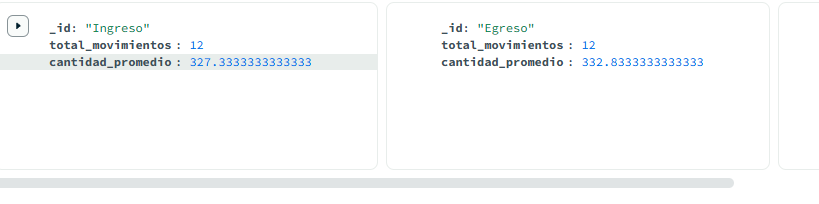 _id: "Ingreso"
total_movimientos : 12
cantidad_promedio : 327.3333333333333
_id: "Egreso"
total_movimientos : 12
cantidad_promedio : 332.8333333333333